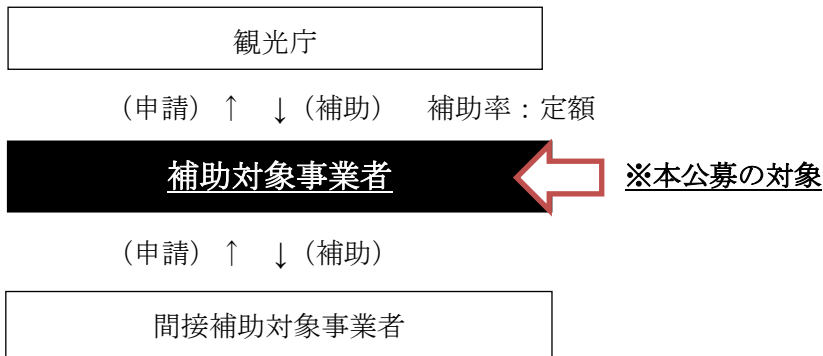 観光庁
（申請）↑　↓（補助）　補助率：定額
補助対象事業者
※本公募の対象
（申請）↑　↓（補助）
間接補助対象事業者